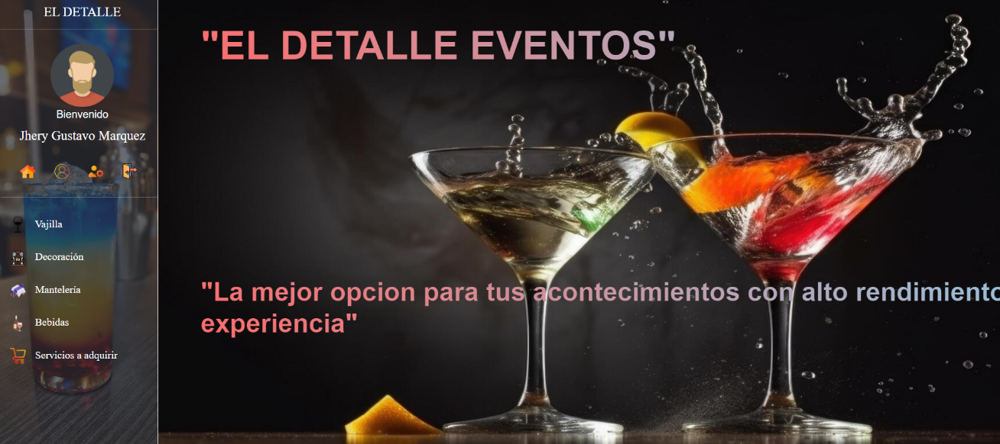 EL DETALLE
Bienvenido
Jhery Gustavo Marquez
Vajilla
Decoración
Mantelería
Bebidas
Servicios a adquirir
"EL DETALLE EVENTOS"
"La mejor opcion para tus acontecimientos con alto rendimiento
experiencia"